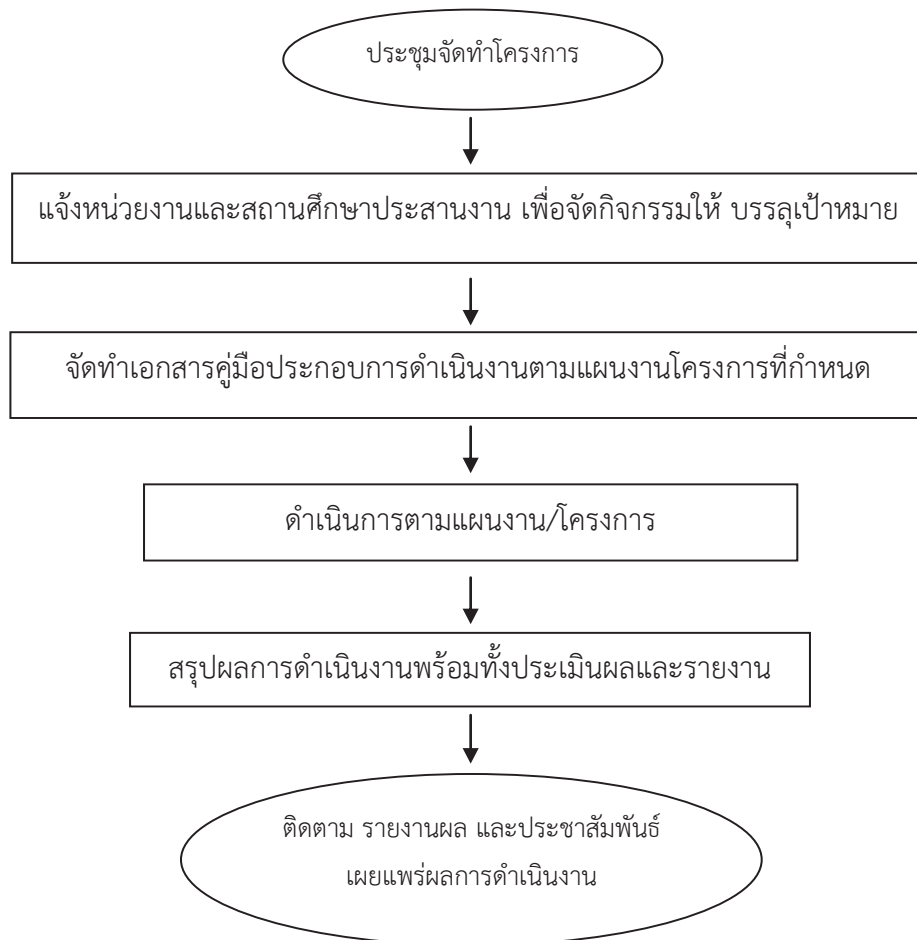 ประชุมจัดทำโครงการ
แจ้งหน่วยงานและสถานศึกษาประสานงาน เพื่อจัดกิจกรรมให้ บรรลุเป้าหมาย
จัดทำเอกสารคู่มือประกอบการดำเนินงานตามแผนงานโครงการที่กำหนด
ดำเนินการตามแผนงาน/โครงการ
สรุปผลการดำเนินงานพร้อมทั้งประเมินผลและรายงาน
ติดตาม รายงานผล และประชาสัมพันธ์
เผยแพร่ผลการดำเนินงาน